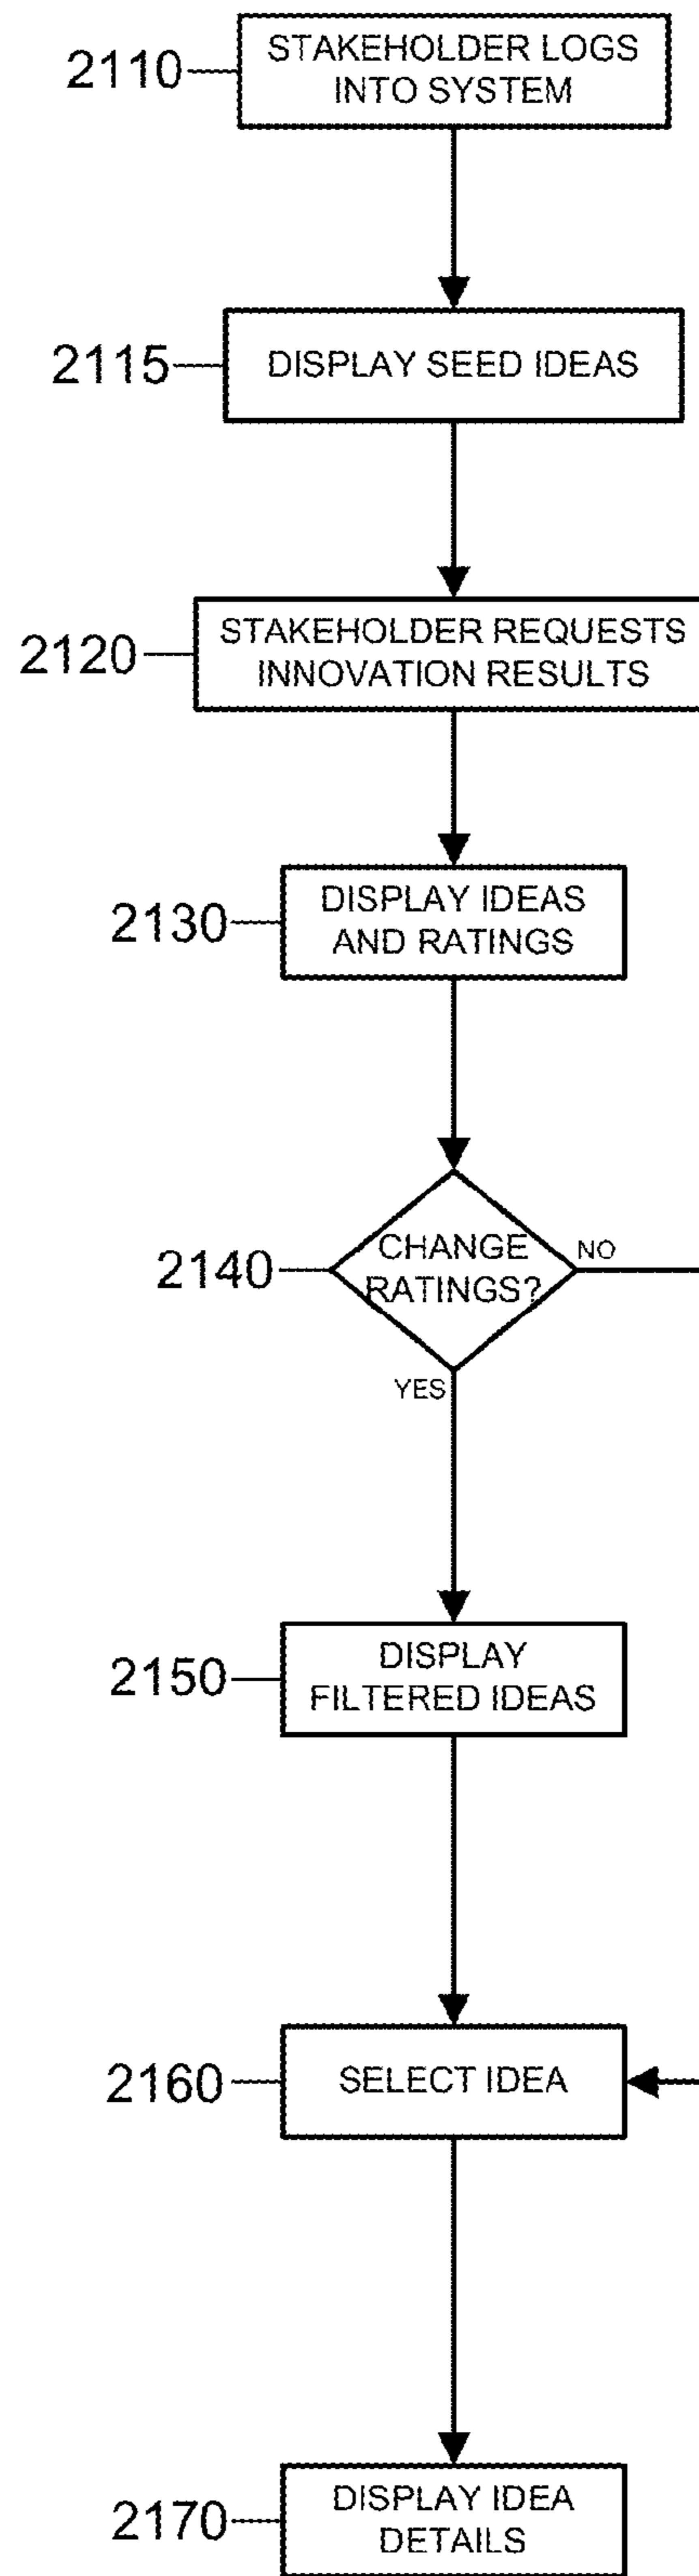 2110
STAKEHOLDER LOGS
INTO SYSTEM
2115
DISPLAY SEED IDEAS
2120
STAKEHOLDER REQUESTS
INNOVATION RESULTS
2130
DISPLAY IDEAS
AND RATINGS
2140
CHANGE
RATINGS?
NO
YES
2150
DISPLAY
FILTERED IDEAS
2160
SELECT IDEA
2170
DISPLAY IDEA
DETAILS